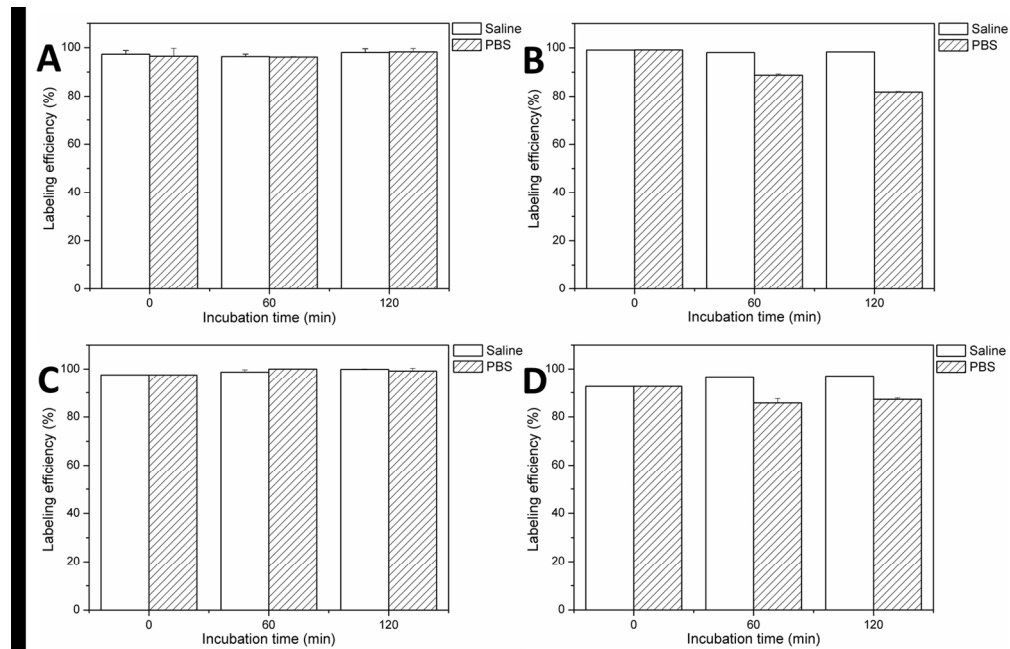 A
Saline
PBS
Labeling efficiency (%)
100
80
60
40
20
0
0
60
120
Incubation time (min)
B
Saline
PBS
Labeling efficiency(%)
100
80
60
40
20
0
0
60
120
Incubation time (min)
C
Saline
PBS
Labeling efficiency (%)
100
80
60
40
20
0
0
60
120
Incubation time (min)
D
Saline
PBS
Labeling efficiency (%)
100
80
60
40
20
0
0
60
120
Incubation time (min)